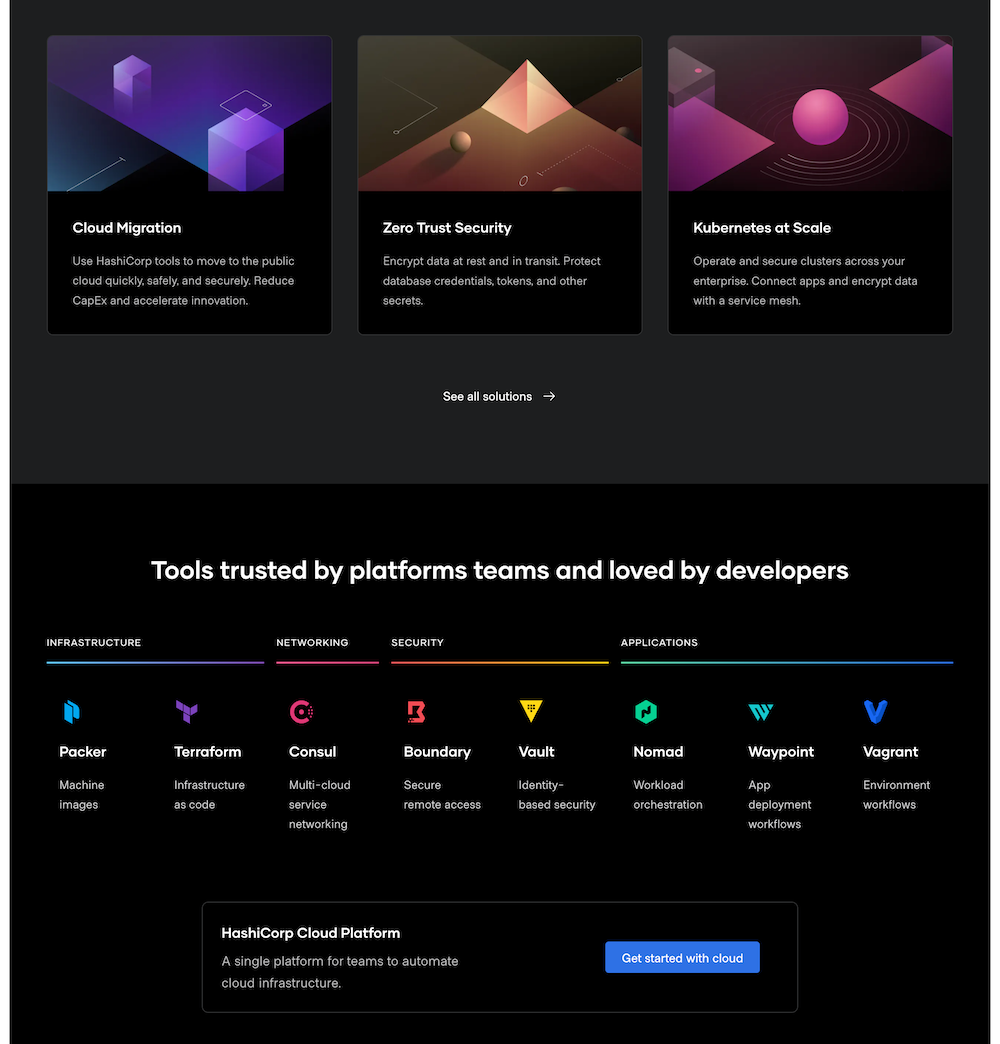 Cloud Migration
Use HashiCorp tools to move to the public
cloud quickly, safely, and securely. Reduce
CapEx and accelerate innovation.
Zero Trust Security
Encrypt data at rest and in transit. Protect
database credentials, tokens, and other
secrets.
Kubernetes at Scale
Operate and secure clusters across your
enterprise. Connect apps and encrypt data
with a service mesh.
See all solutions
Tools trusted by platforms teams and loved by developers
INFRASTRUCTURE
Packer
Machine
images
Terraform
Infrastructure
as code
NETWORKING
Consul
Multi-cloud
service
networking
SECURITY
Boundary
Secure
remote access
Vault
Identity-
based security
APPLICATIONS
Nomad
Workload
orchestration
Waypoint
App
deployment
workflows
Vagrant
Environment
workflows
HashiCorp Cloud Platform
A single platform for teams to automate
cloud infrastructure.
Get started with cloud